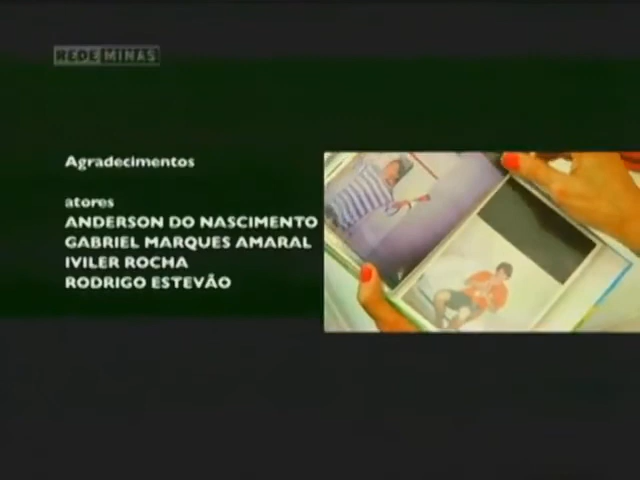 REDE MINAS
Agradecimentos
atores
ANDERSON DO NASCIMENTO
GABRIEL MARQUES AMARAL
IVILER ROCHA
RODRIGO ESTEVÃO